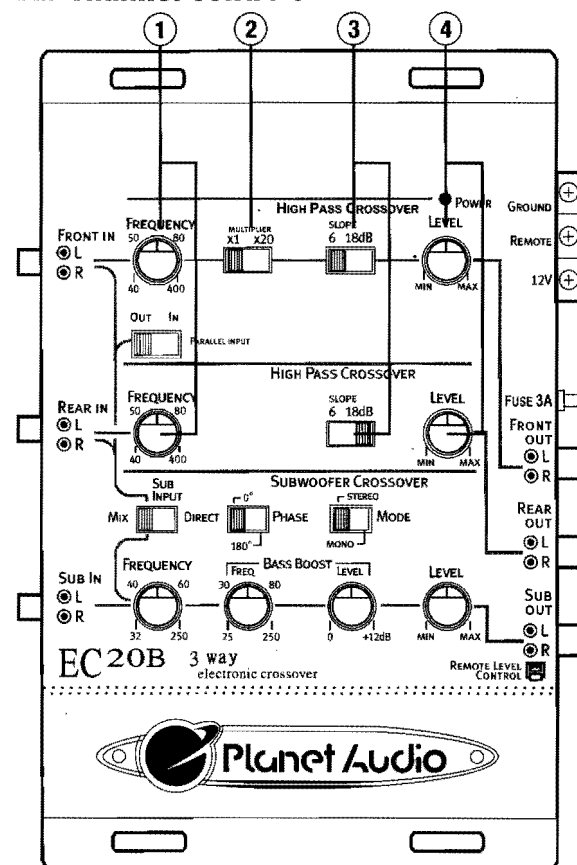 1 2 3 4
POWER
HIGH PASS CROSSOVER
GROUND
FRONT IN
FREQUENCY
MULTIPLIER
SLOPE
LEVEL
50 80
X1 X20
6 18dB
REMOTE
L
R
40 400
MIN MAX
12V
OUT IN
PARALLEL INPUT
HIGH PASS CROSSOVER
REAR IN
FREQUENCY
SLOPE
LEVEL
FUSE 3A
50 80
6 18dB
FRONT OUT
L
R
L
R
40 400
MIN MAX
SUBWOOFER CROSSOVER
SUB INPUT
MIX DIRECT
0°
PHASE
180°
STEREO
MODE
MONO
REAR OUT
L
R
SUB IN
FREQUENCY
BASS BOOST
FREQ LEVEL
LEVEL
40 60
30 80
L
R
32 250
25 250
0 +12dB
MIN MAX
SUB OUT
L
R
EC20B 3 way
electronic crossover
REMOTE LEVEL
CONTROL
Planet Audio